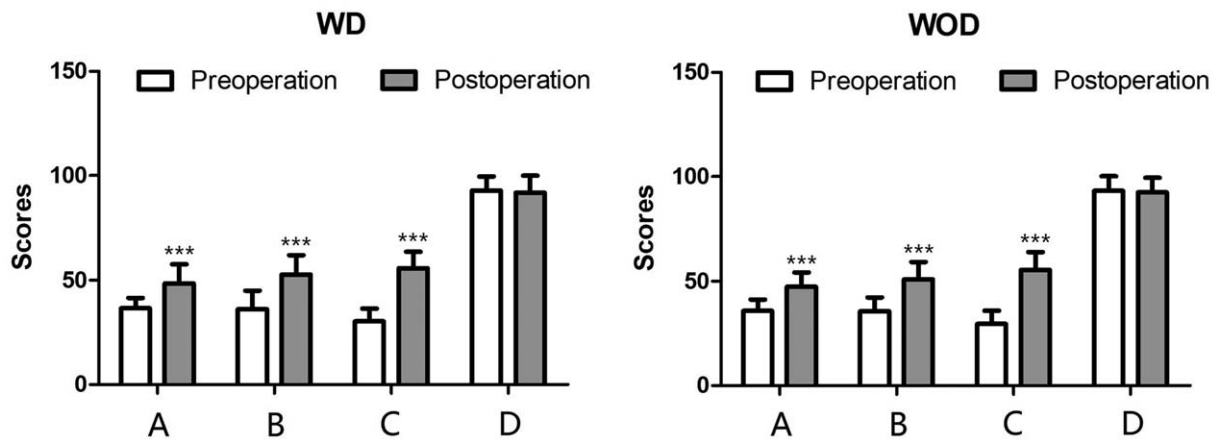 WD
150
Preoperation
Postoperation
100
Scores
***
***
***
50
0
A
B
C
D
WOD
150
Preoperation
Postoperation
100
Scores
***
***
***
50
0
A
B
C
D